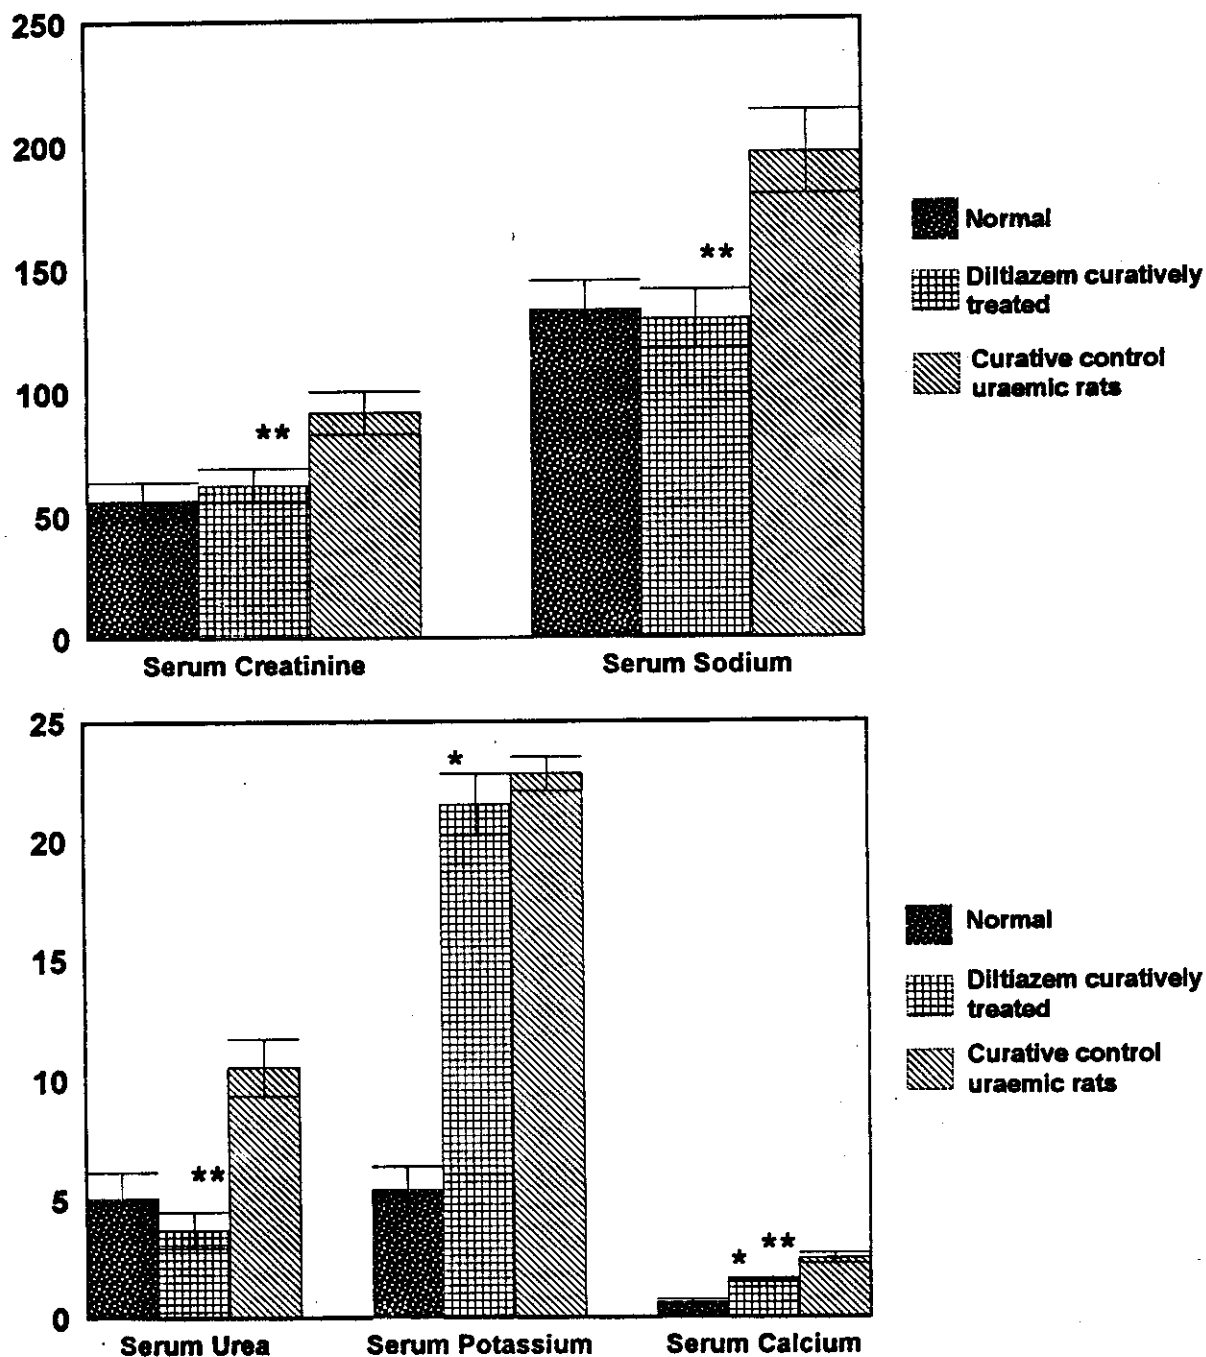 250
200
150
100
50
0
**
**
Serum Creatinine
Serum Sodium
Normal
Diltiazem curatively
treated
Curative control
uraemic rats
25
20
15
10
5
0
**
*
*
**
Serum Urea
Serum Potassium
Serum Calcium
Normal
Diltiazem curatively
treated
Curative control
uraemic rats